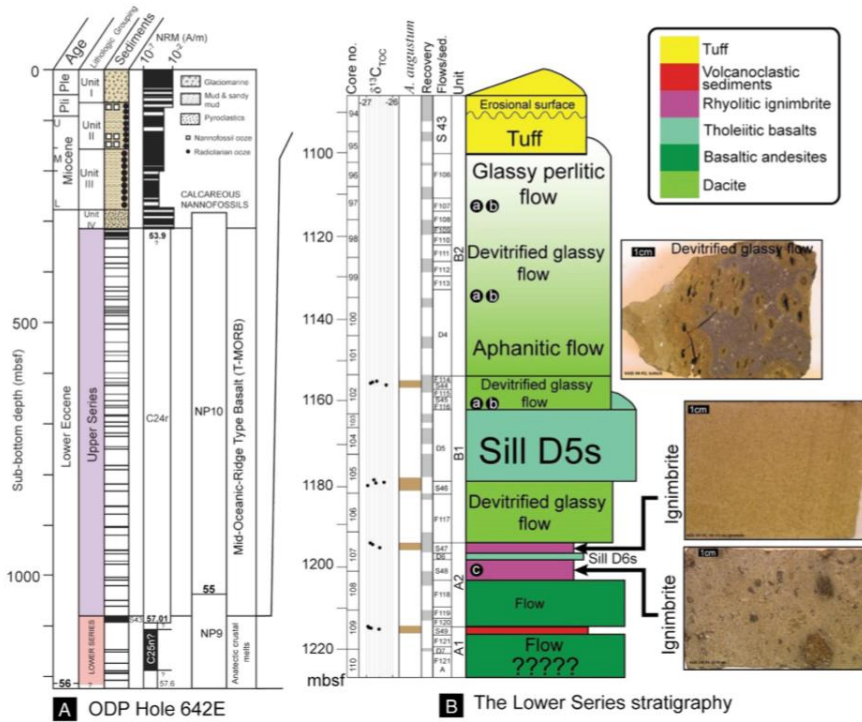 Age
Lithologic Grouping
Sediments
NRM (A/m)
10⁻⁷
10⁻²
0
500
1000
Sub-bottom depth (mbsf)
Ple
Pli
U
M
L
Miocene
Lower Eocene
56
Unit
I
Unit
II
Unit
III
Unit
IV
Upper Series
LOWER SERIES
Glaciomarine
Mud & sandy
mud
Pyroclastics
Nannofossil ooze
Radiolarian ooze
CALCAREOUS
NANNOFOSSILS
53.9
?
C24r
NP10
55
NP9
S43
57.01
C25n?
?
57.6
Mid-Oceanic-Ridge Type Basalt (T-MORB)
Anatectic crustal
melts
A ODP Hole 642E
Core no.
δ¹³C TOC
-27
-26
A. augustum
Recovery
Flows/sed.
Unit
1100
1120
1140
1160
1180
1200
1220
mbsf
94
95
96
97
98
99
100
101
102
103
104
105
106
107
108
109
110
S 43
F106
F107
F108
F109
F110
F111
F112
F113
D4
F114
S44
F115
S45
F116
D5
S46
F117
S47
D6
S48
F118
F119
F120
S49
F121
D7
F121
A
B2
B1
A2
A1
Erosional surface
Tuff
Glassy perlitic
flow
a b
Devitrified glassy
flow
a b
Aphanitic flow
Devitrified glassy
a b flow
Sill D5s
Devitrified glassy
flow
Sill D6s
c
Flow
Flow
?????
Tuff
Volcanoclastic
sediments
Rhyolitic ignimbrite
Tholeiitic basalts
Basaltic andesites
Dacite
1cm
Devitrified glassy flow
1cm
Ignimbrite
1cm
Ignimbrite
B The Lower Series stratigraphy